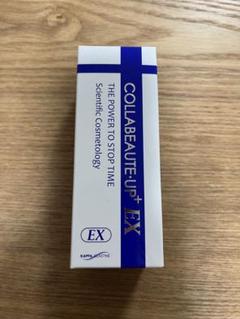 COLLABEAUTE-UP+ EX
THE POWER TO STOP TIME
Scientific Cosmetology
EX